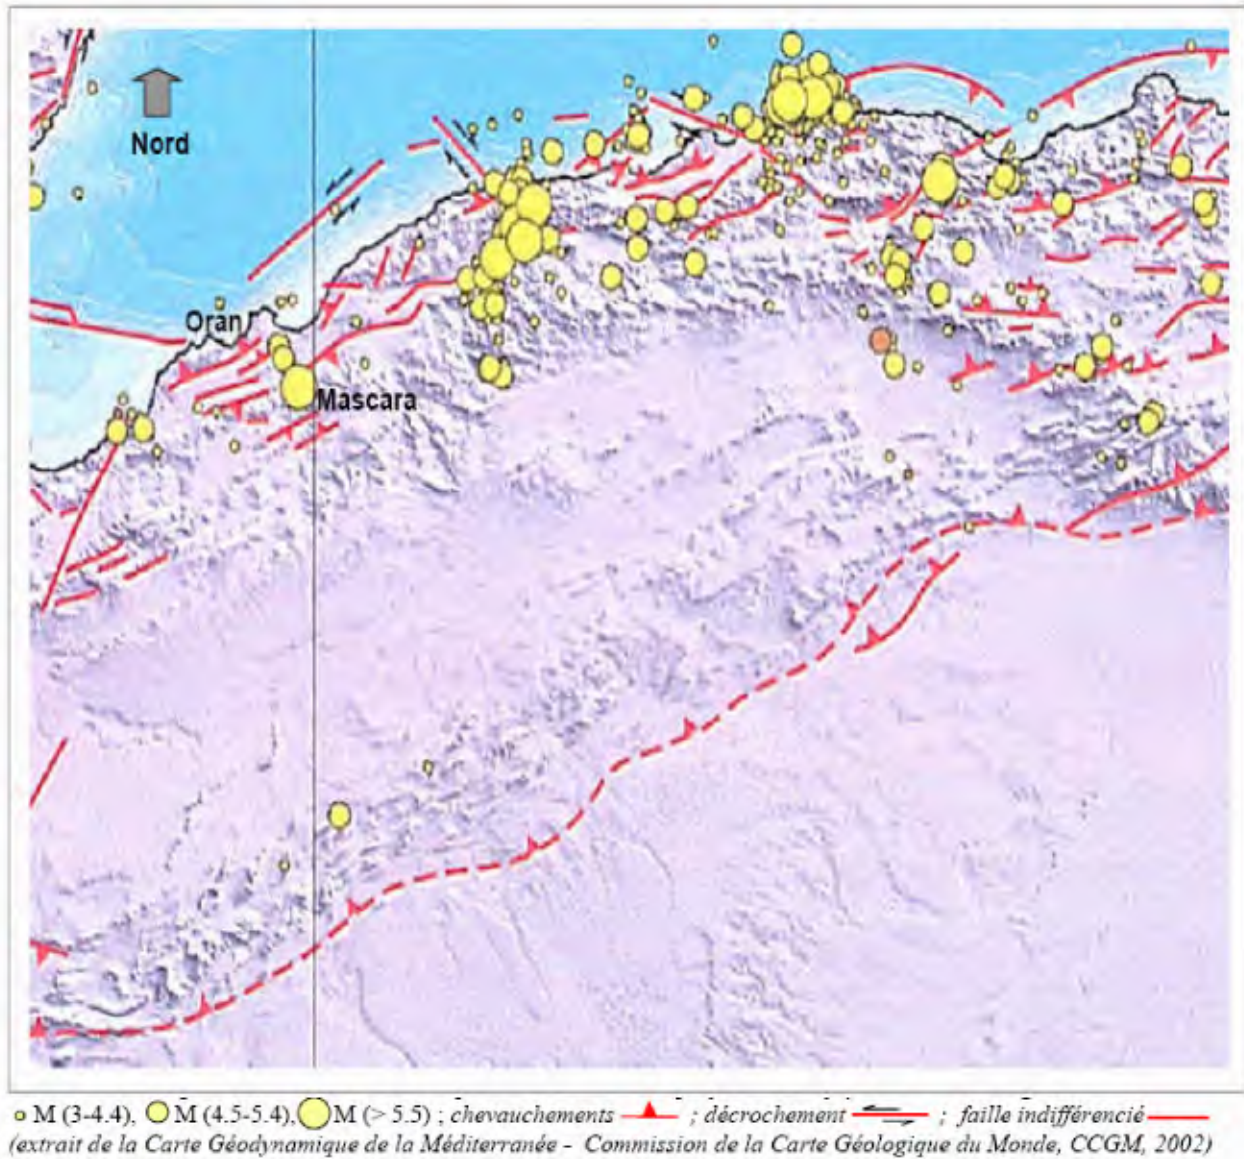 Nord
Oran
Mascara
M (3-4.4), M (4.5-5.4), M (> 5.5) ; chevauchements ; décrochement ; faille indifférencié
(extrait de la Carte Géodynamique de la Méditerranée - Commission de la Carte Géologique du Monde, CCGM, 2002)